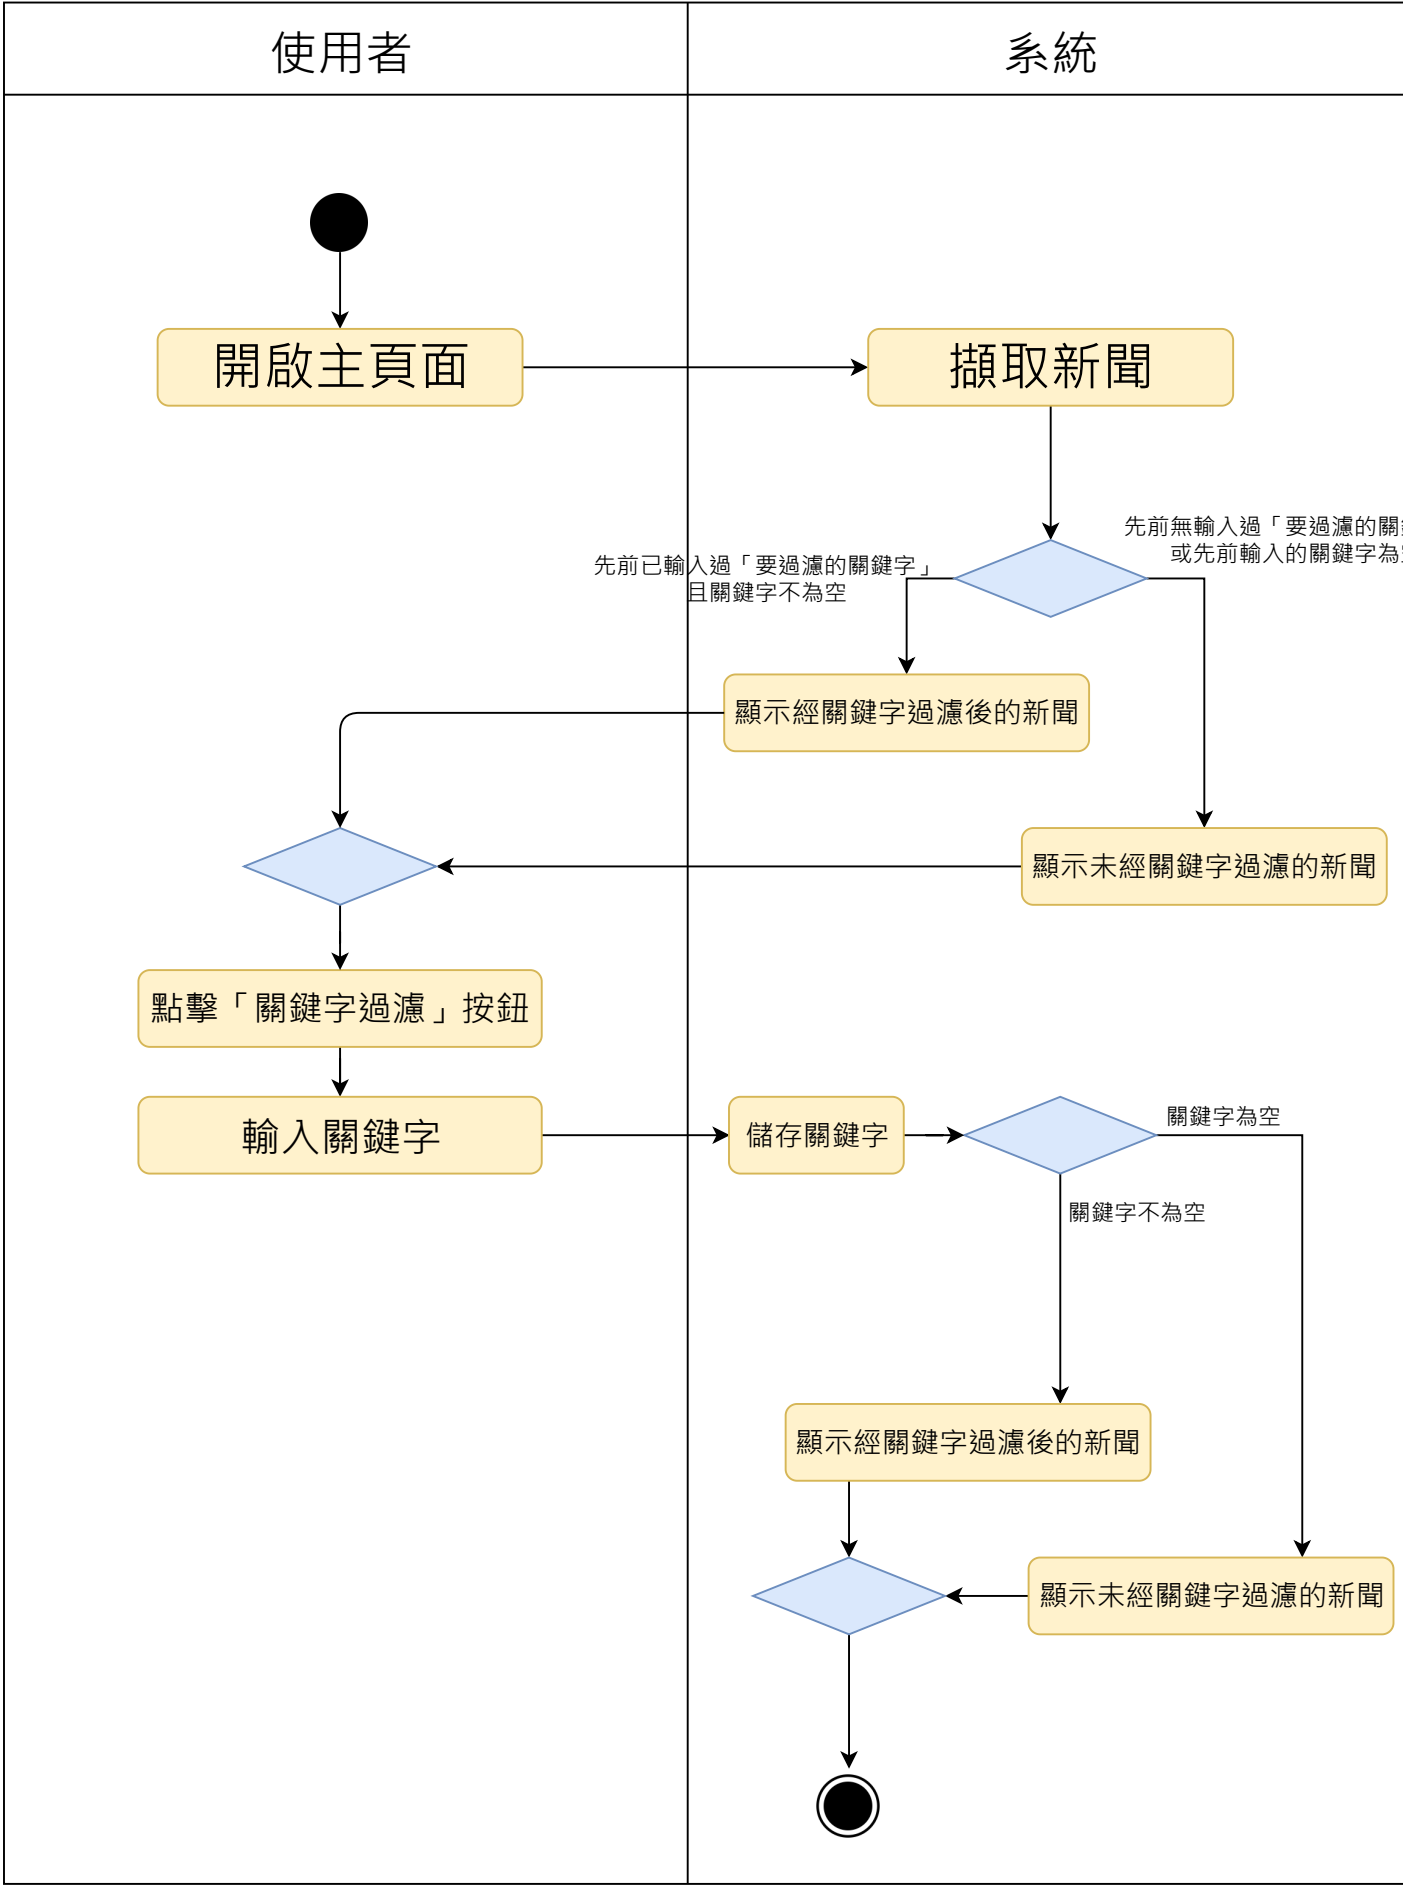 使用者
系統
開啟主頁面
擷取新聞
先前無輸入過「要過濾的關
或先前輸入的關鍵字為
先前已輸入過「要過濾的關鍵字」
且關鍵字不為空
顯示經關鍵字過濾後的新聞
顯示未經關鍵字過濾的新聞
點擊「關鍵字過濾」按鈕
輸入關鍵字
儲存關鍵字
關鍵字為空
關鍵字不為空
顯示經關鍵字過濾後的新聞
顯示未經關鍵字過濾的新聞